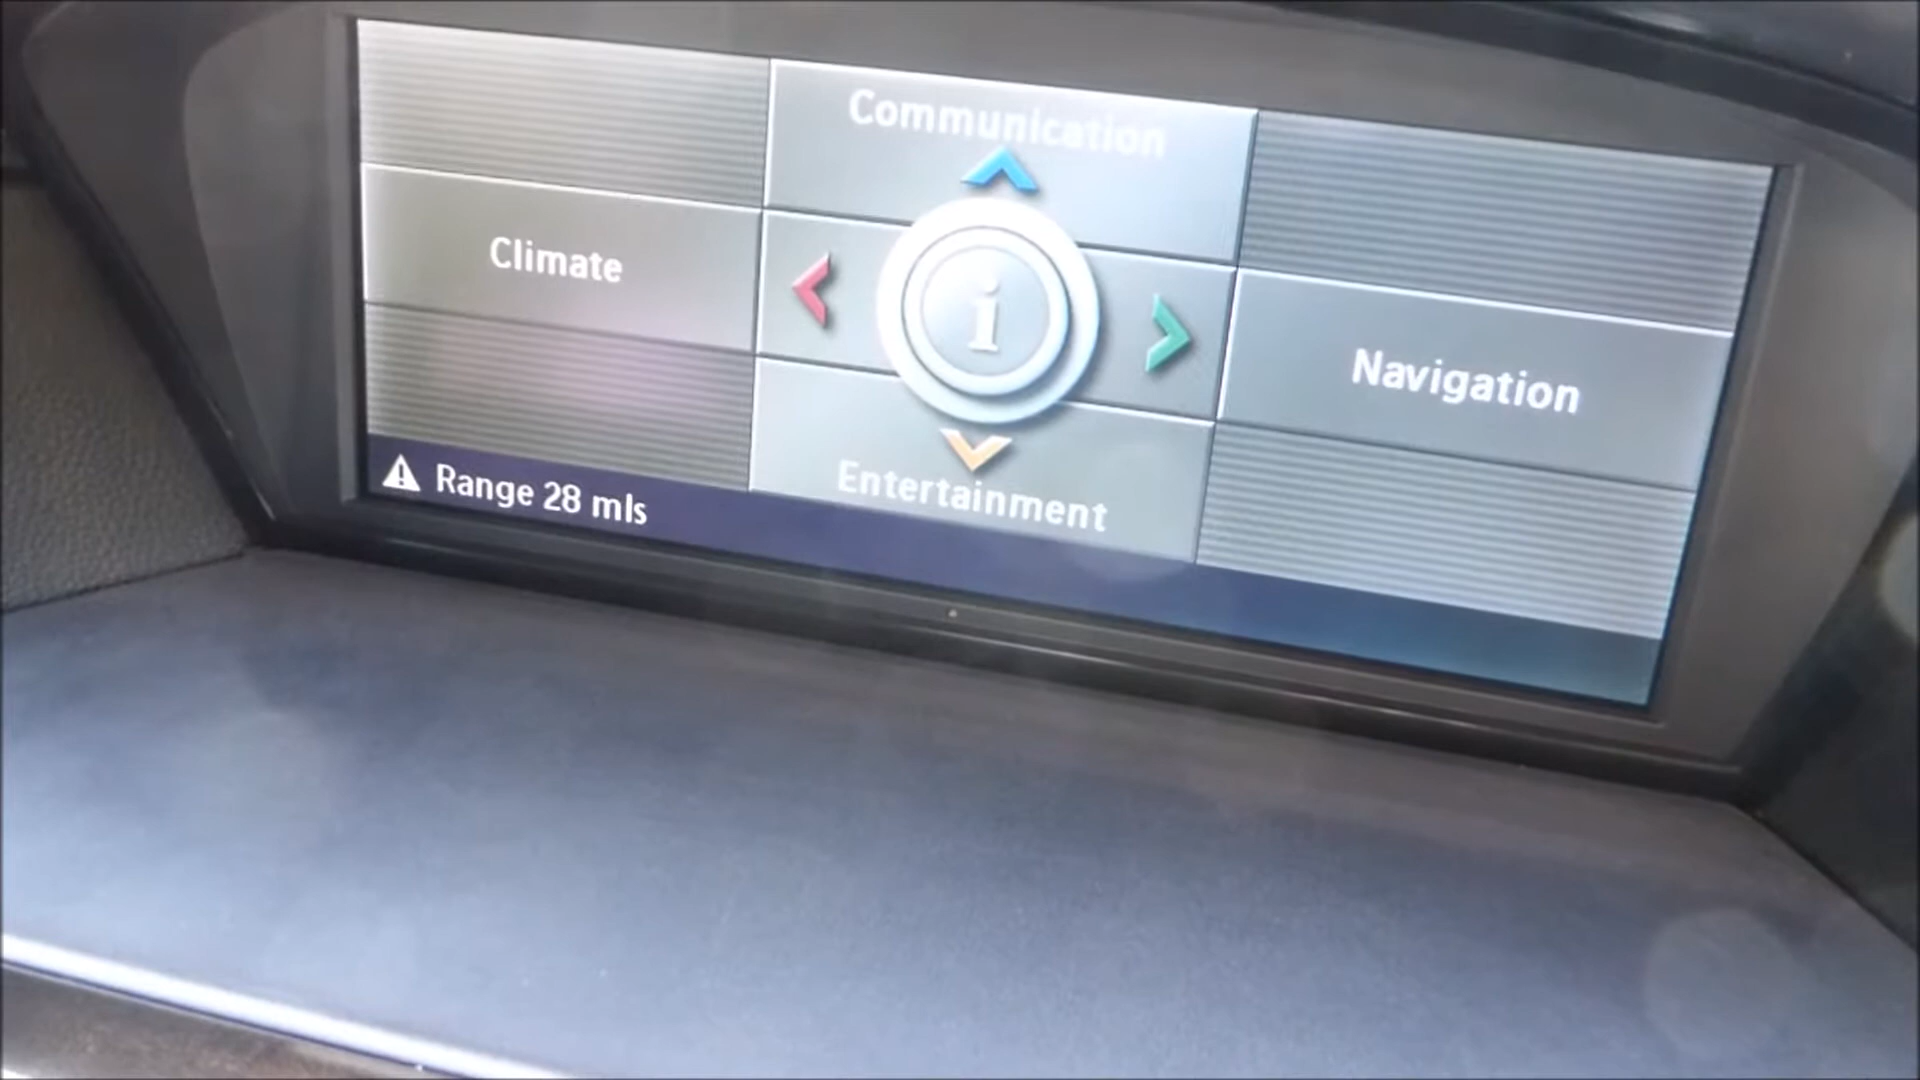 Communication
Climate
i
Navigation
Entertainment
Range 28 mls